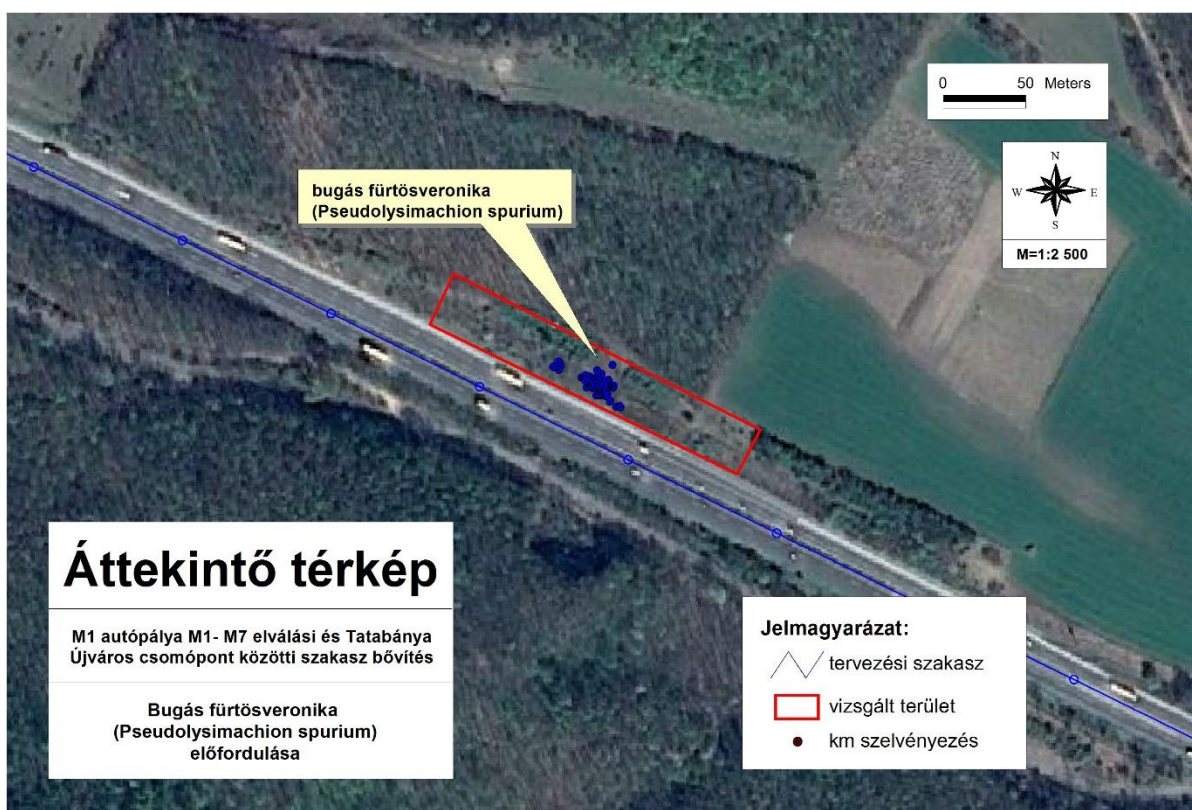 0 50 Meters
N
W E
S
M=1:2 500
bugás fürtösveronika
(Pseudolysimachion spurium)
Áttekintő térkép
M1 autópálya M1- M7 elválási és Tatabánya
Újváros csomópont közötti szakasz bővítés
Bugás fürtösveronika
(Pseudolysimachion spurium)
előfordulása
Jelmagyarázat:
tervezési szakasz
vizsgált terület
km szelvényezés